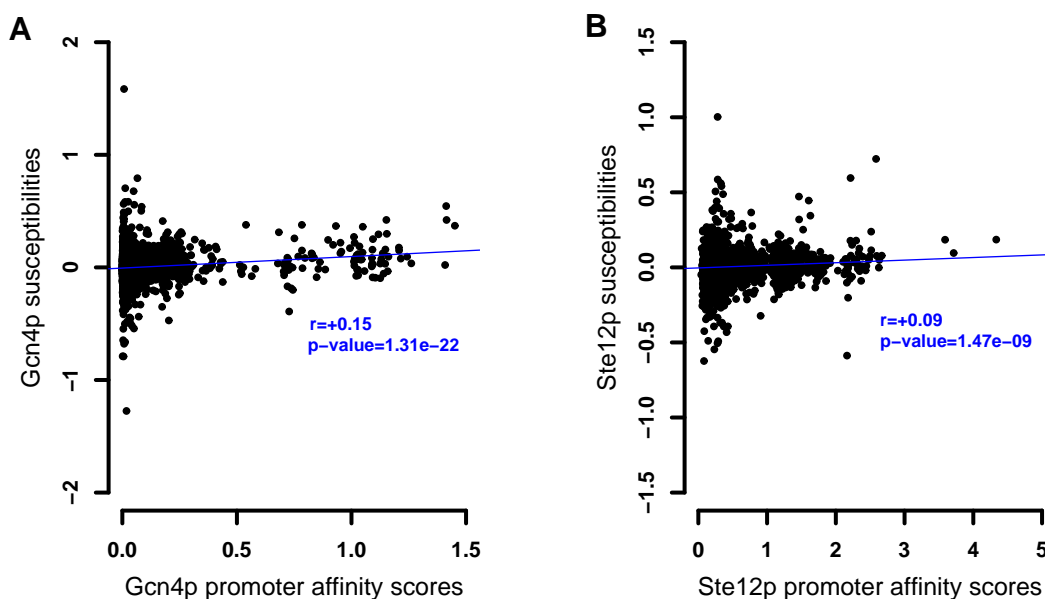 A
2
1
0
−1
−2
Gcn4p susceptibilities
r=+0.15
p−value=1.31e−22
0.0 0.5 1.0 1.5
Gcn4p promoter affinity scores
B
1.5
1.0
0.5
0.0
−0.5
−1.0
−1.5
Ste12p susceptibilities
r=+0.09
p−value=1.47e−09
0 1 2 3 4 5
Ste12p promoter affinity scores